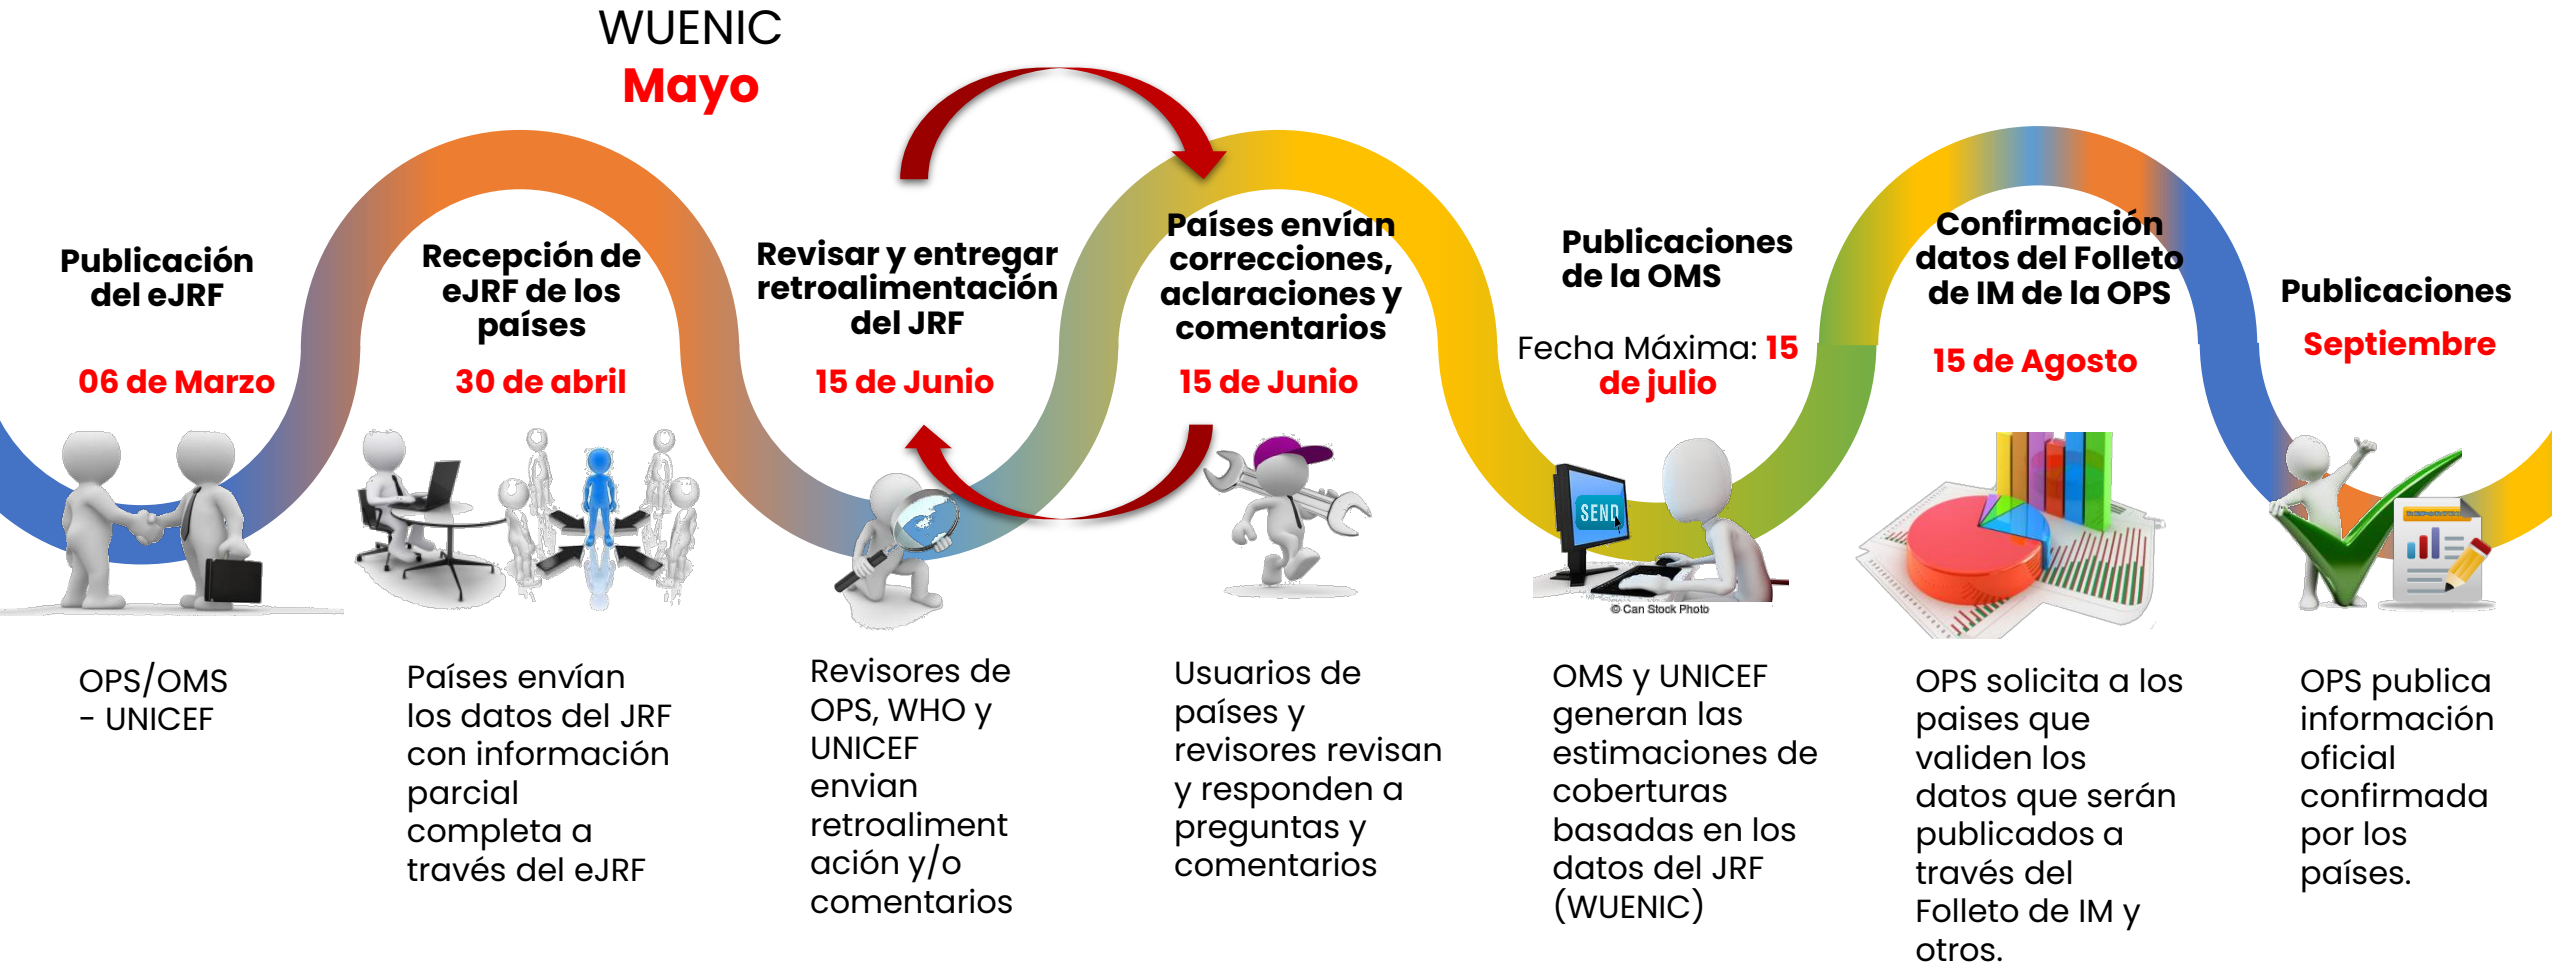 WUENIC
Mayo
Publicación
del eJRF
06 de Marzo
OPS/OMS
- UNICEF
Recepción de
eJRF de los
países
30 de abril
Países envían
los datos del JRF
con información
parcial
completa a
través del eJRF
Revisar y entregar
retroalimentación
del JRF
15 de Junio
Revisores de
OPS, WHO y
UNICEF
envian
retroaliment
ación y/o
comentarios
Países envían
correcciones,
aclaraciones y
comentarios
15 de Junio
Usuarios de
países y
revisores revisan
y responden a
preguntas y
comentarios
Publicaciones
de la OMS
Fecha Máxima: 15
de julio
SEND
© Can Stock Photo
OMS y UNICEF
generan las
estimaciones de
coberturas
basadas en los
datos del JRF
(WUENIC)
Confirmación
datos del Folleto
de IM de la OPS
15 de Agosto
OPS solicita a los
paises que
validen los
datos que serán
publicados a
través del
Folleto de IM y
otros.
Publicaciones
Septiembre
OPS publica
información
oficial
confirmada
por los
países.